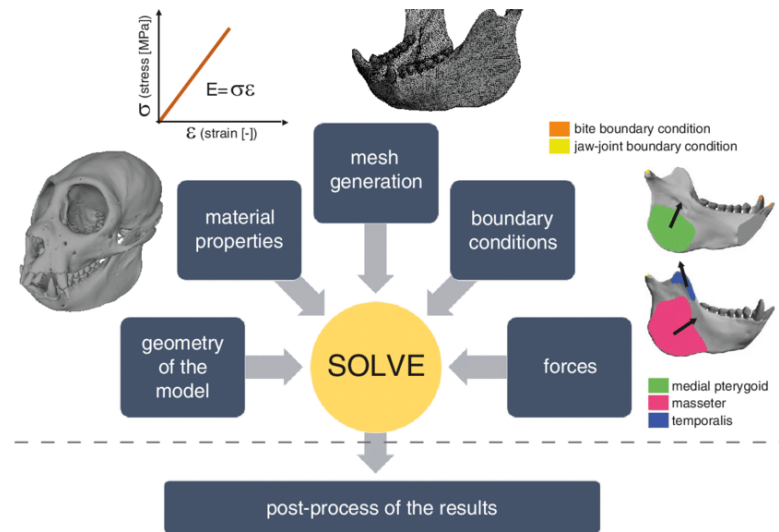 σ (stress [MPa])
E=σε
ε (strain [-])
mesh
generation
bite boundary condition
jaw-joint boundary condition
material
properties
boundary
conditions
geometry
of the
model
SOLVE
forces
medial pterygoid
masseter
temporalis
post-process of the results